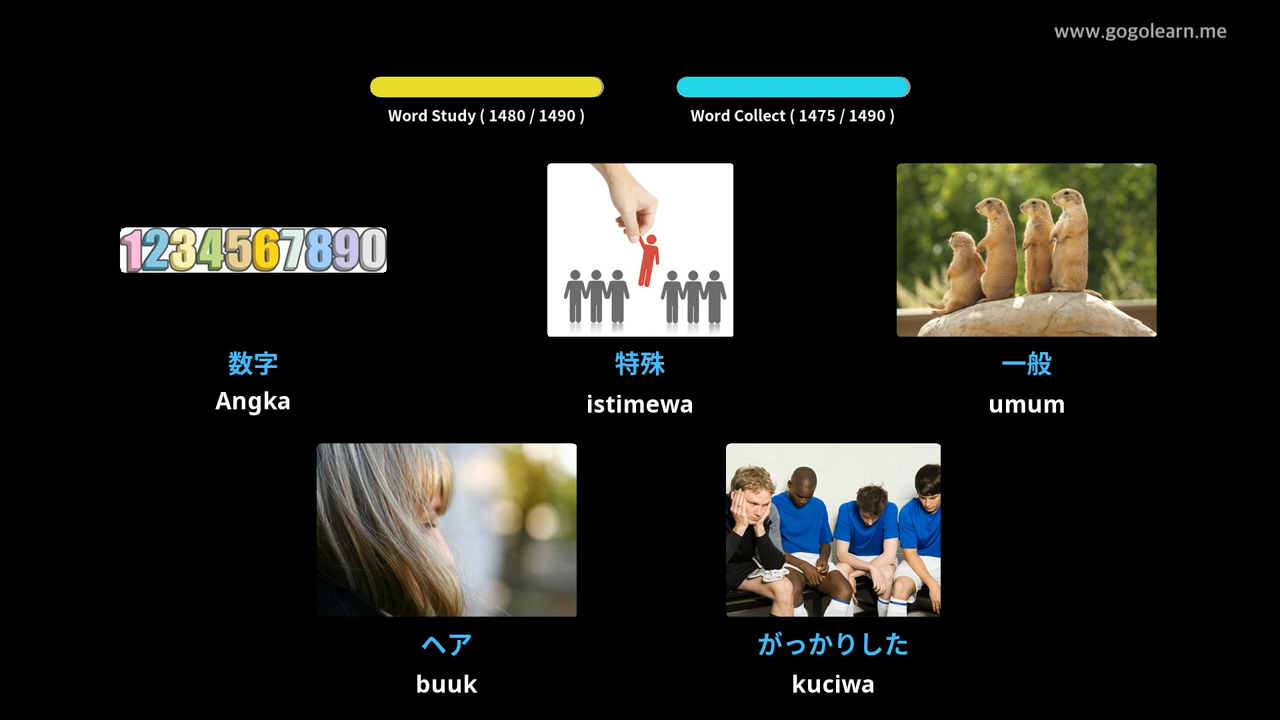 www.gogolearn.me
Word Study ( 1480 / 1490 )
Word Collect ( 1475 / 1490 )
1234567890
数字
Angka
特殊
istimewa
一般
umum
ヘア
buuk
がっかりした
kuciwa